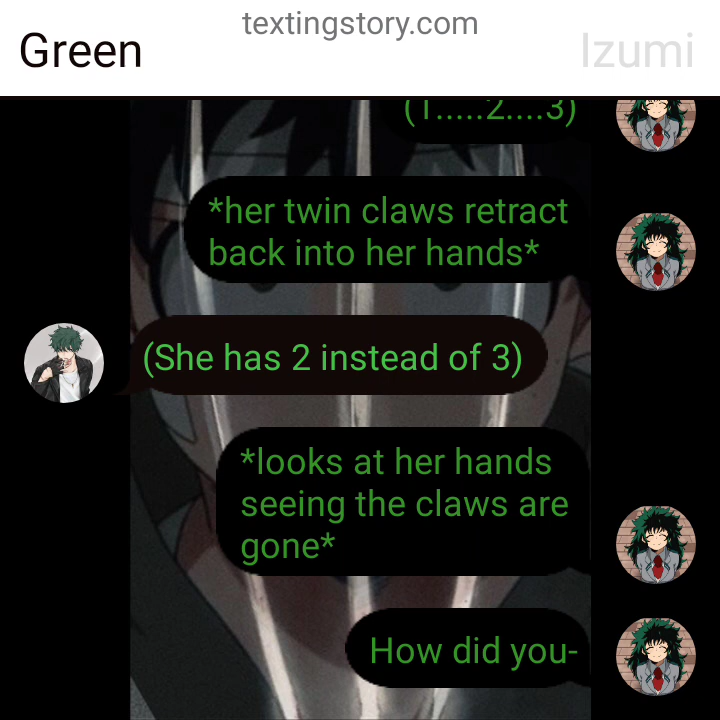 textingstory.com
Green
Izumi
(1.....2....3)
*her twin claws retract
back into her hands*
(She has 2 instead of 3)
*looks at her hands
seeing the claws are
gone*
How did you-